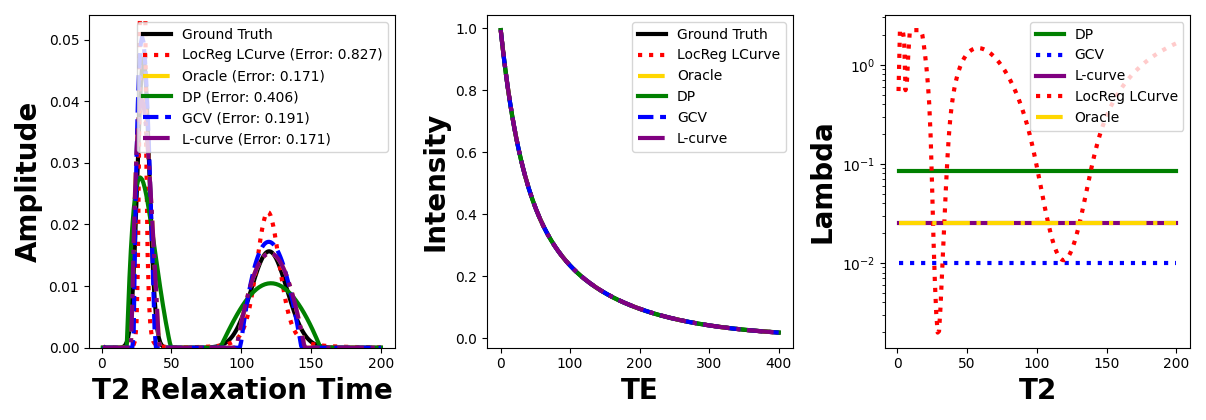 Amplitude
0.05
0.04
0.03
0.02
0.01
0.00
Ground Truth
LocReg LCurve (Error: 0.827)
Oracle (Error: 0.171)
DP (Error: 0.406)
GCV (Error: 0.191)
L-curve (Error: 0.171)
0 50 100 150 200
T2 Relaxation Time
Intensity
1.0
0.8
0.6
0.4
0.2
0.0
Ground Truth
LocReg LCurve
Oracle
DP
GCV
L-curve
0 100 200 300 400
TE
Lambda
10⁰
10⁻¹
10⁻²
DP
GCV
L-curve
LocReg LCurve
Oracle
0 50 100 150 200
T2